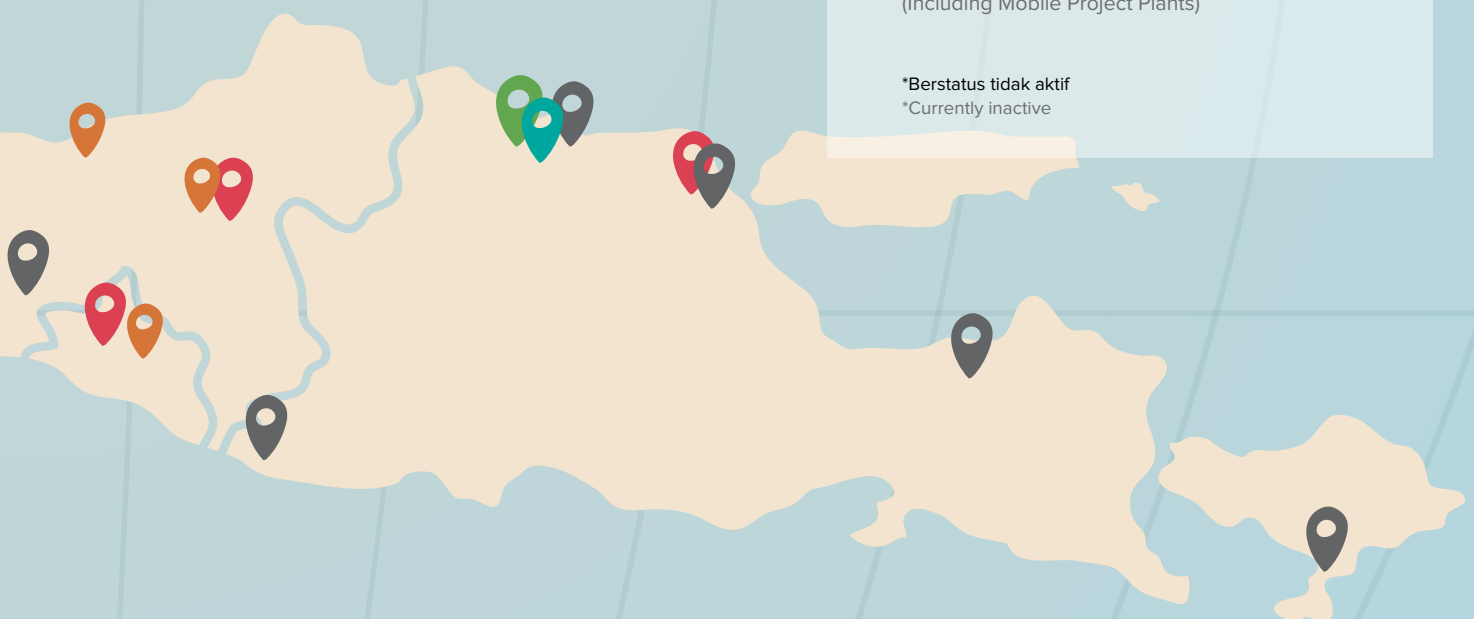 (Including Mobile Project Plants)
*Berstatus tidak aktif
*Currently inactive